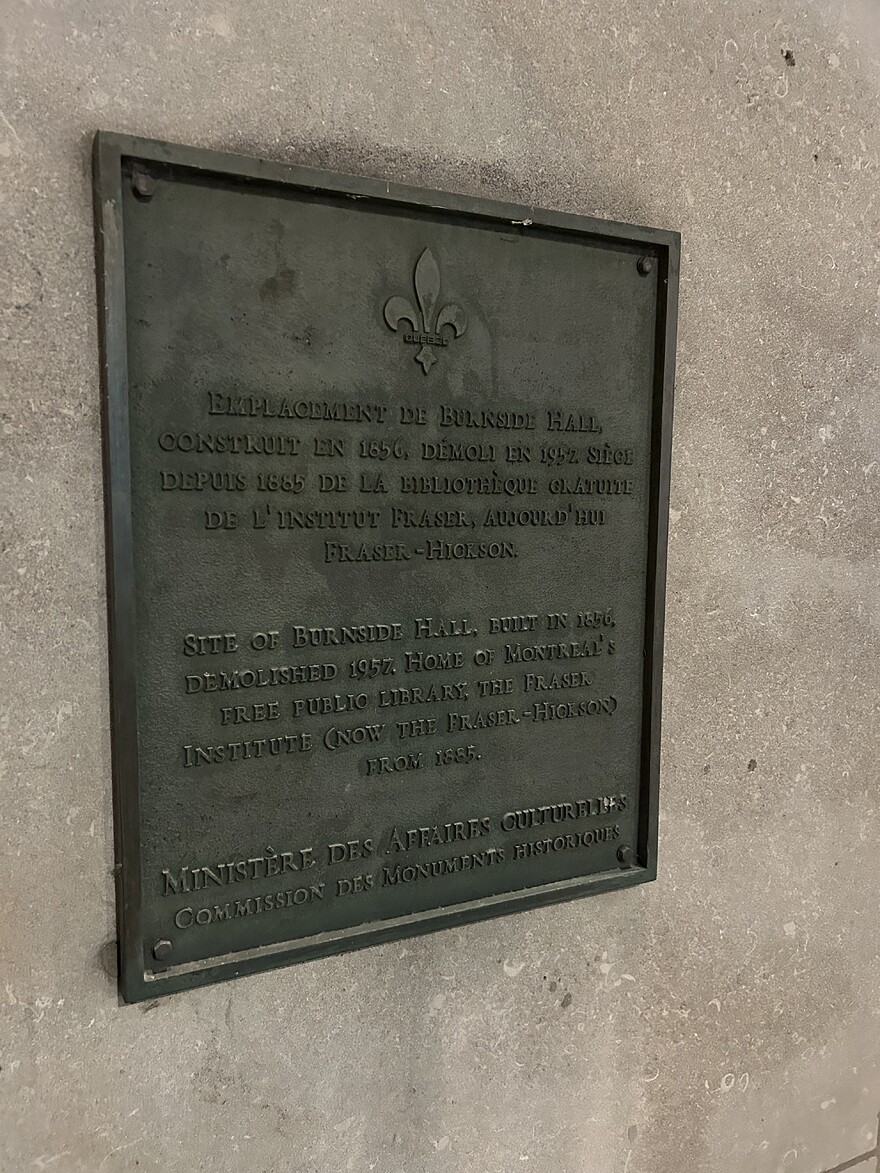 QUÉBEC
EMPLACEMENT DE BURNSIDE HALL,
CONSTRUIT EN 1856, DÉMOLI EN 1957. SIÈGE
DEPUIS 1885 DE LA BIBLIOTHÈQUE GRATUITE
DE L'INSTITUT FRASER, AUJOURD'HUI
FRASER-HICKSON.
SITE OF BURNSIDE HALL, BUILT IN 1856,
DEMOLISHED 1957. HOME OF MONTREAL'S
FREE PUBLIC LIBRARY, THE FRASER
INSTITUTE (NOW THE FRASER-HICKSON)
FROM 1885.
MINISTÈRE DES AFFAIRES CULTURELLES
COMMISSION DES MONUMENTS HISTORIQUES